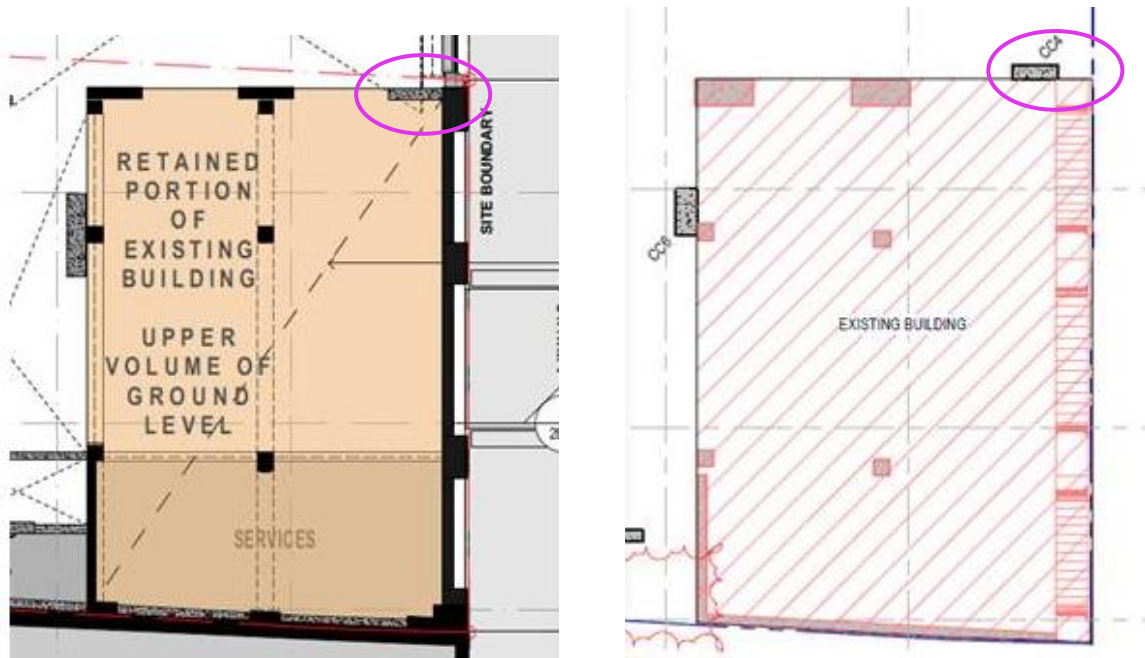 RETAINED
PORTION
OF
EXISTING
BUILDING
UPPER
VOLUME OF
GROUND
LEVEL
SERVICES
SITE BOUNDARY
CC4
CC6
EXISTING BUILDING